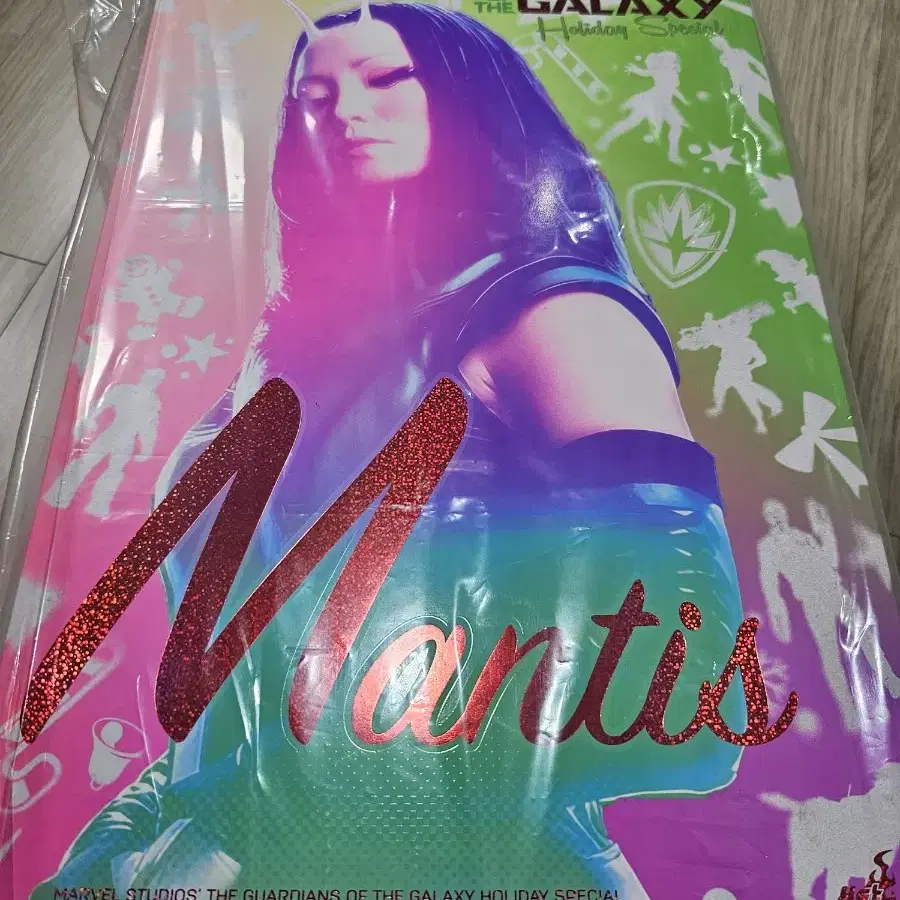 THE GALAXY
Holiday Special
Mantis
MARVEL STUDIOS' THE GUARDIANS OF THE GALAXY HOLIDAY SPECIAL